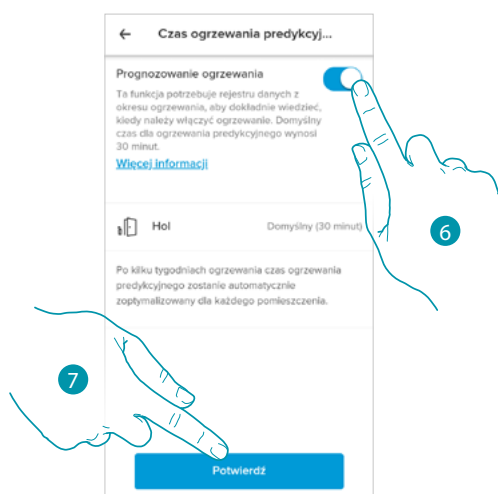 ← Czas ogrzewania predykcyj...
Prognozowanie ogrzewania
Ta funkcja potrzebuje rejestru danych z
okresu ogrzewania, aby dokładnie wiedzieć,
kiedy należy włączyć ogrzewanie. Domyślny
czas dla ogrzewania predykcyjnego wynosi
30 minut.
Więcej informacji
6
Hol Domyślny (30 minut)
Po kilku tygodniach ogrzewania czas ogrzewania
predykcyjnego zostanie automatycznie
zoptymalizowany dla każdego pomieszczenia.
7
Potwierdź